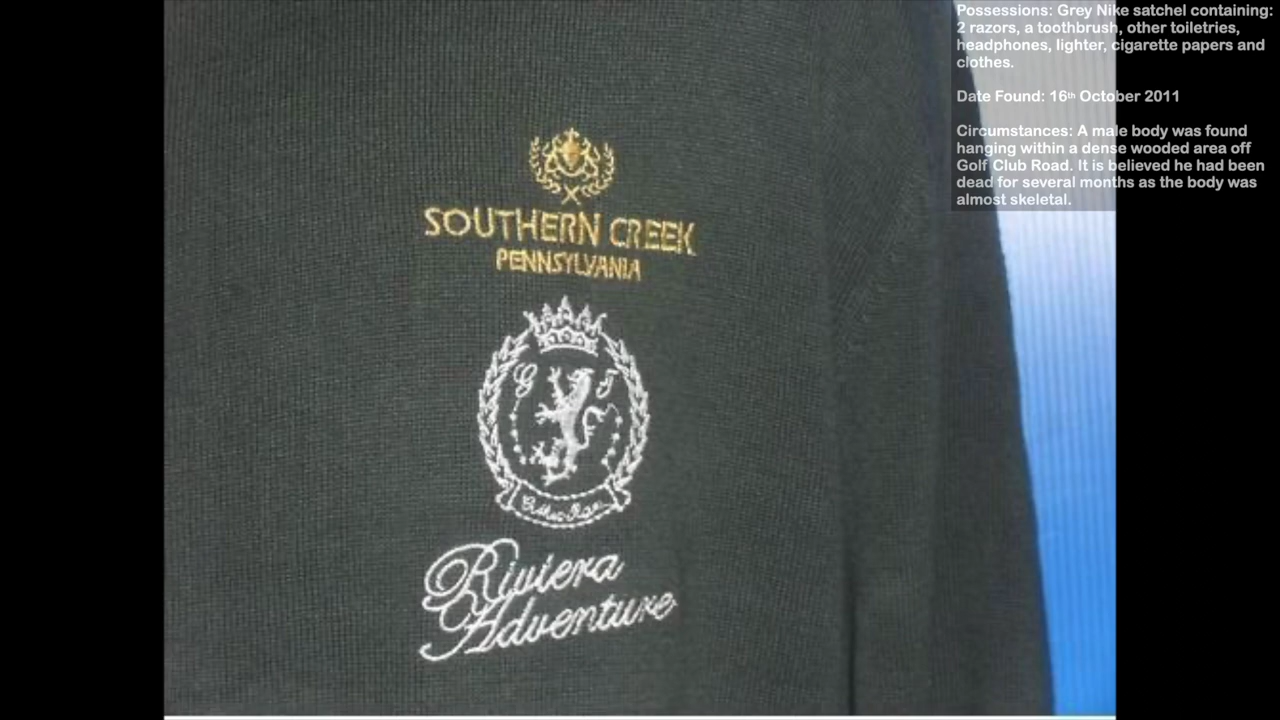 Possessions: Grey Nike satchel containing:
2 razors, a toothbrush, other toiletries,
headphones, lighter, cigarette papers and
clothes.
Date Found: 16th October 2011
Circumstances: A male body was found
hanging within a dense wooded area off
Golf Club Road. It is believed he had been
dead for several months as the body was
almost skeletal.
SOUTHERN CREEK
PENNSYLVANIA
G J
Riviera
Adventure